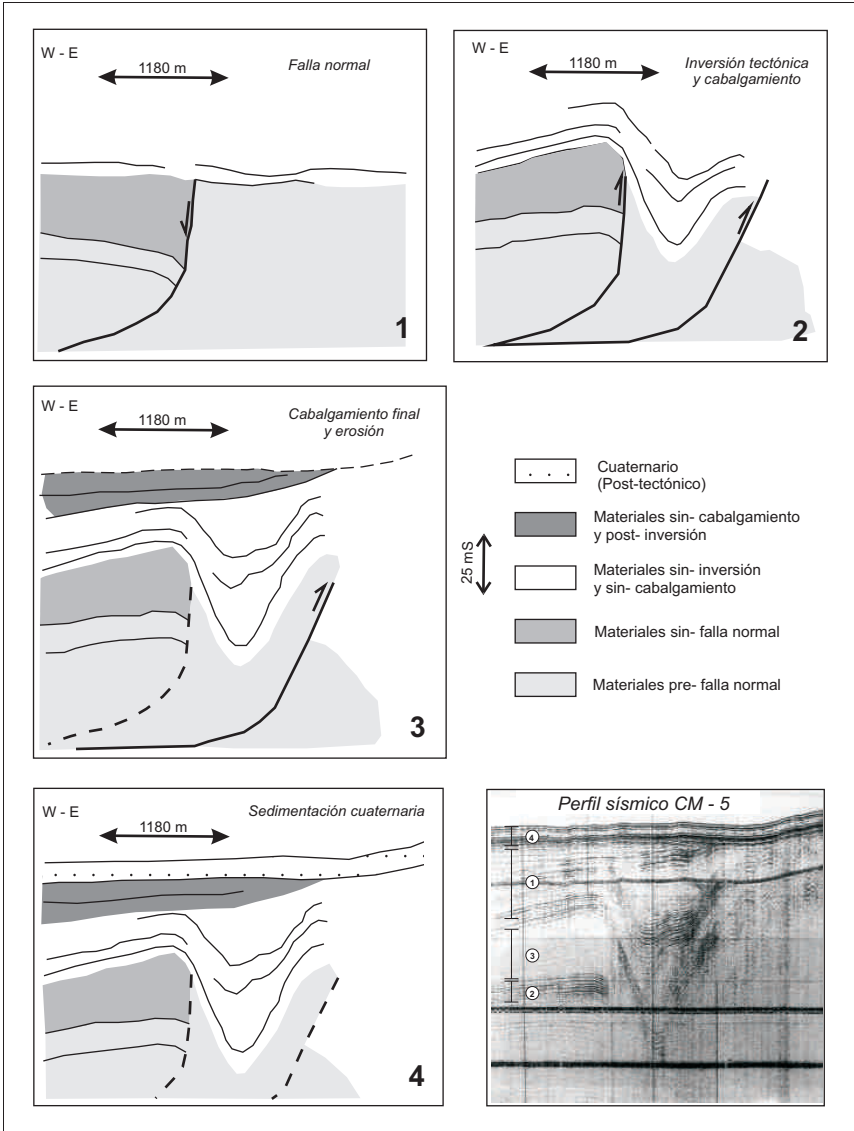 W - E
1180 m
Falla normal
1
W - E
1180 m
Inversión tectónica
y cabalgamiento
2
W - E
1180 m
Cabalgamiento final
y erosión
3
25 mS
Cuaternario
(Post-tectónico)
Materiales sin- cabalgamiento
y post- inversión
Materiales sin- inversión
y sin- cabalgamiento
Materiales sin- falla normal
Materiales pre- falla normal
W - E
1180 m
Sedimentación cuaternaria
4
Perfil sísmico CM - 5
4
1
3
2